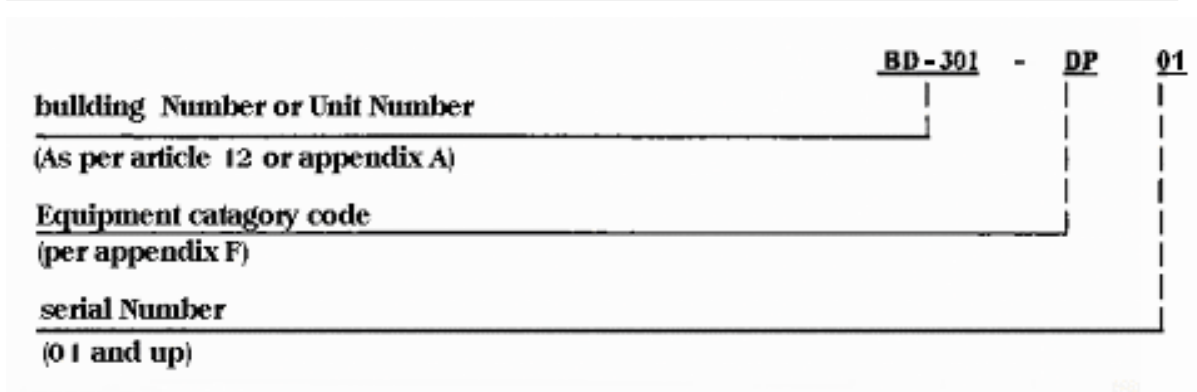 BD-301 - DP 01
bullding Number or Unit Number
(As per article 12 or appendix A)
Equipment catagory code
(per appendix F)
serial Number
(01 and up)